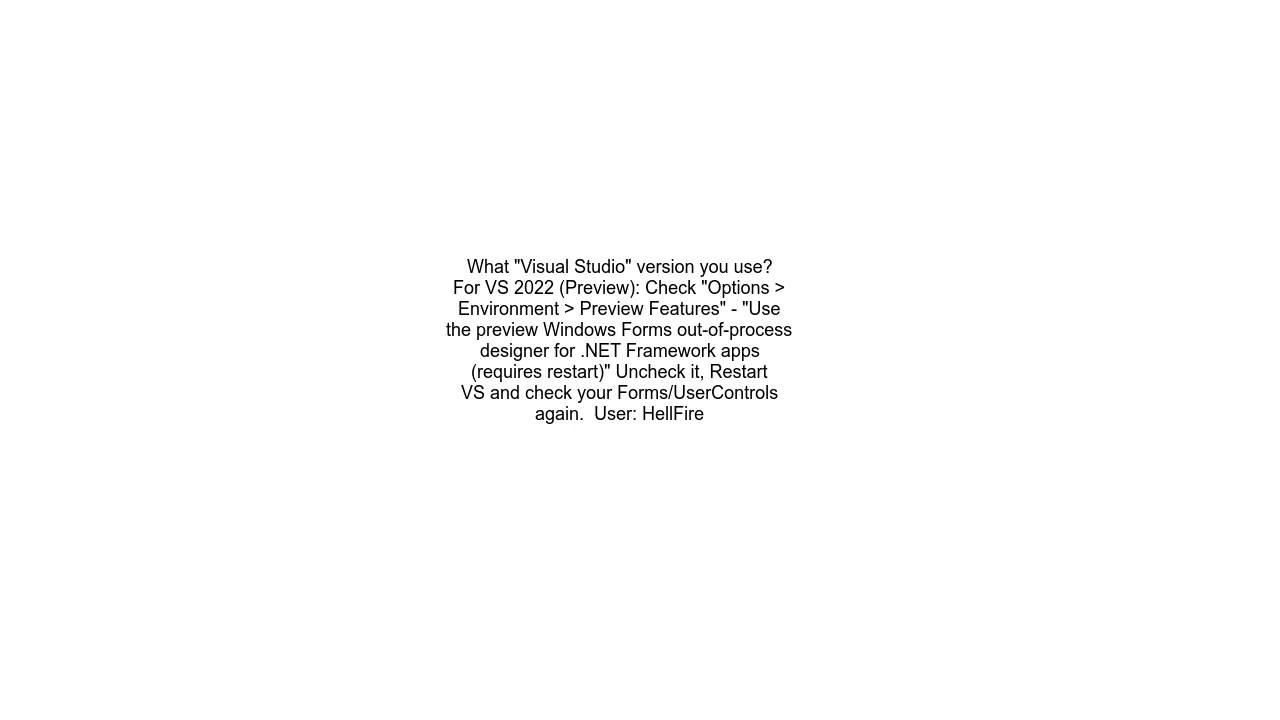 What "Visual Studio" version you use?
For VS 2022 (Preview): Check "Options >
Environment > Preview Features" - "Use
the preview Windows Forms out-of-process
designer for .NET Framework apps
(requires restart)" Uncheck it, Restart
VS and check your Forms/UserControls
again.  User: HellFire